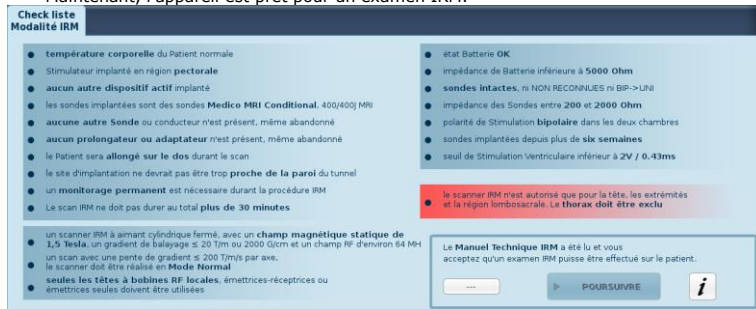 Maintenant, l'appareil est prêt pour un examen IRM.
Check liste
Modalité IRM
température corporelle du Patient normale
Stimulateur implanté en région pectorale
aucun autre dispositif actif implanté
les sondes implantées sont des sondes Medico MRI Conditional, 400/400J MRI
aucune autre Sonde ou conducteur n'est présent, même abandonné
aucun prolongateur ou adaptateur n'est présent, même abandonné
le Patient sera allongé sur le dos durant le scan
le site d'implantation ne devrait pas être trop proche de la paroi du tunnel
un monitorage permanent est nécessaire durant la procédure IRM
Le scan IRM ne doit pas durer au total plus de 30 minutes
un scanner IRM à aimant cylindrique fermé, avec un champ magnétique statique de
1,5 Tesla, un gradient de balayage ≤ 20 T/m ou 2000 G/cm et un champ RF d'environ 64 MH
un scan avec une pente de gradient ≤ 200 T/m/s par axe,
le scanner doit être réalisé en Mode Normal
seules les têtes à bobines RF locales, émettrices-réceptrices ou
émettrices seules doivent être utilisées
état Batterie OK
impédance de Batterie inférieure à 5000 Ohm
sondes intactes, ni NON RECONNUES ni BIP->UNI
impédance des Sondes entre 200 et 2000 Ohm
polarité de Stimulation bipolaire dans les deux chambres
sondes implantées depuis plus de six semaines
seuil de Stimulation Ventriculaire inférieur à 2V / 0.43ms
le scanner IRM n'est autorisé que pour la tête, les extrémités
et la région lombosacrale. Le thorax doit être exclu
Le Manuel Technique IRM a été lu et vous
acceptez qu'un examen IRM puisse être effectué sur le patient.
--- POURSUIVRE i